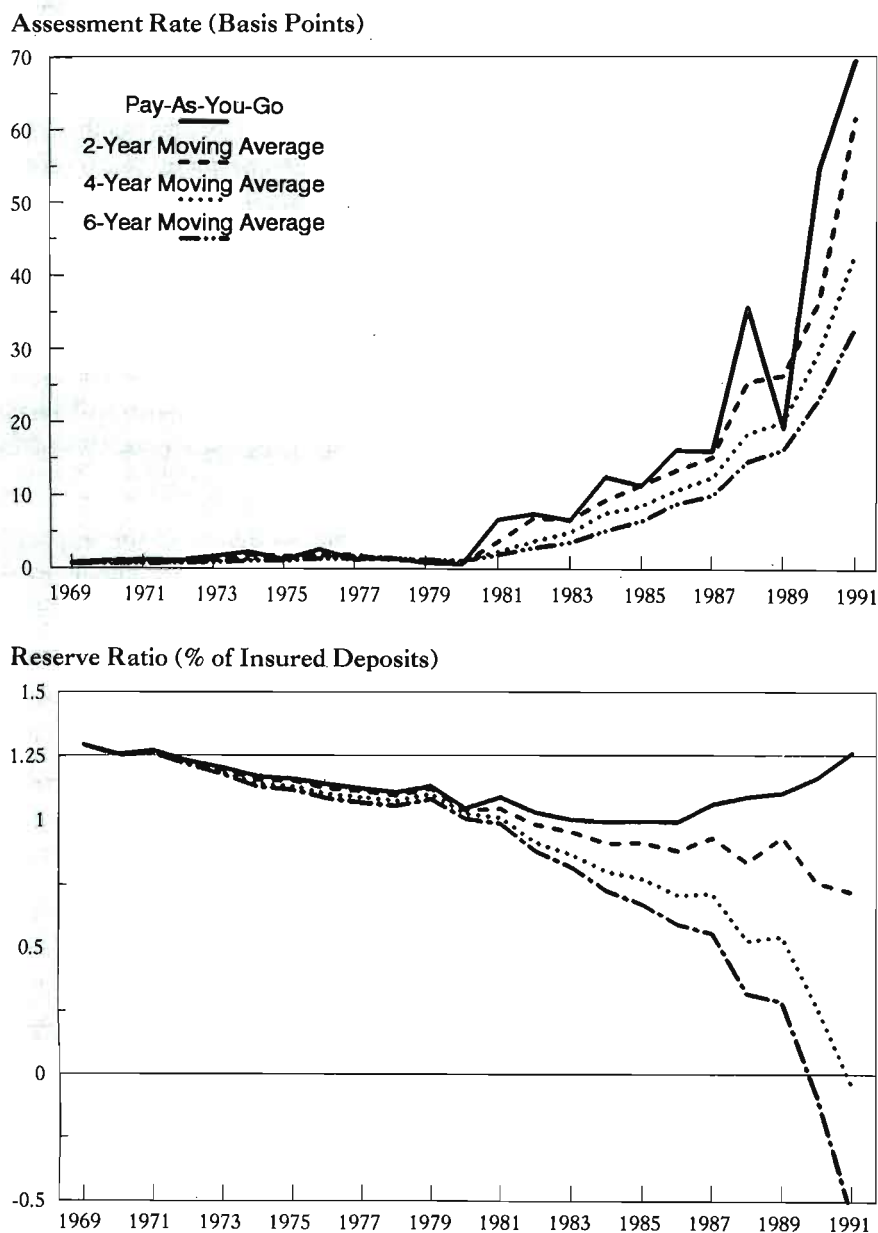 Assessment Rate (Basis Points)
70
60
50
40
30
20
10
0
Pay-As-You-Go
2-Year Moving Average
4-Year Moving Average
6-Year Moving Average
1969 1971 1973 1975 1977 1979 1981 1983 1985 1987 1989 1991
Reserve Ratio (% of Insured Deposits)
1.5
1.25
1
0.5
0
-0.5
1969 1971 1973 1975 1977 1979 1981 1983 1985 1987 1989 1991